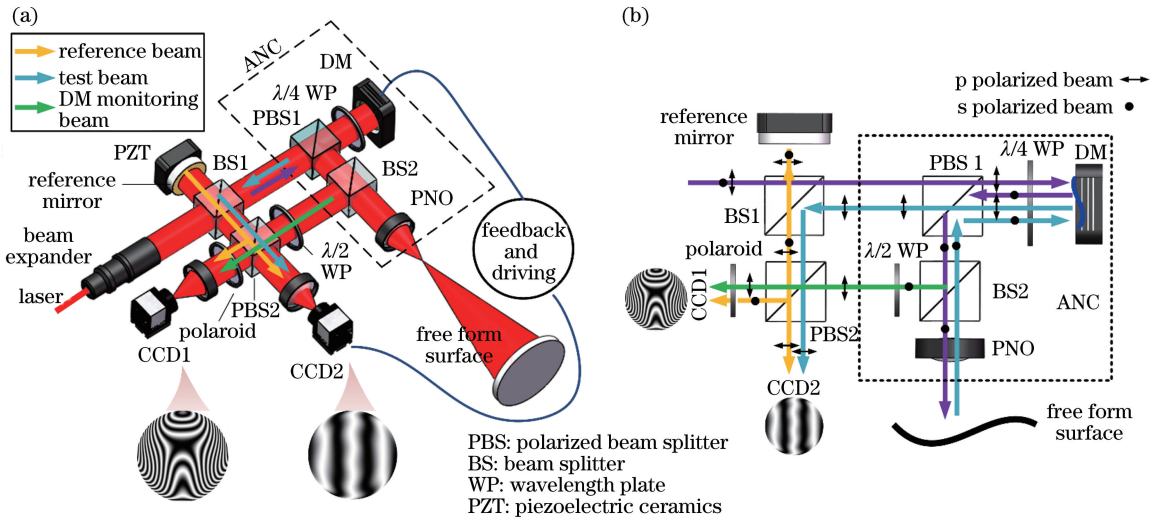 (a)
reference beam
test beam
DM monitoring
beam
ANC
DM
λ/4 WP
PBS1
PZT
BS1
BS2
reference
mirror
PNO
beam
expander
λ/2
WP
feedback
and
driving
laser
PBS2
polaroid
free form
surface
CCD1
CCD2
PBS: polarized beam splitter
BS: beam splitter
WP: wavelength plate
PZT: piezoelectric ceramics
(b)
p polarized beam
s polarized beam
reference
mirror
λ/4 WP
DM
PBS 1
BS1
polaroid
λ/2 WP
CCD1
BS2
ANC
PBS2
PNO
CCD2
free form
surface